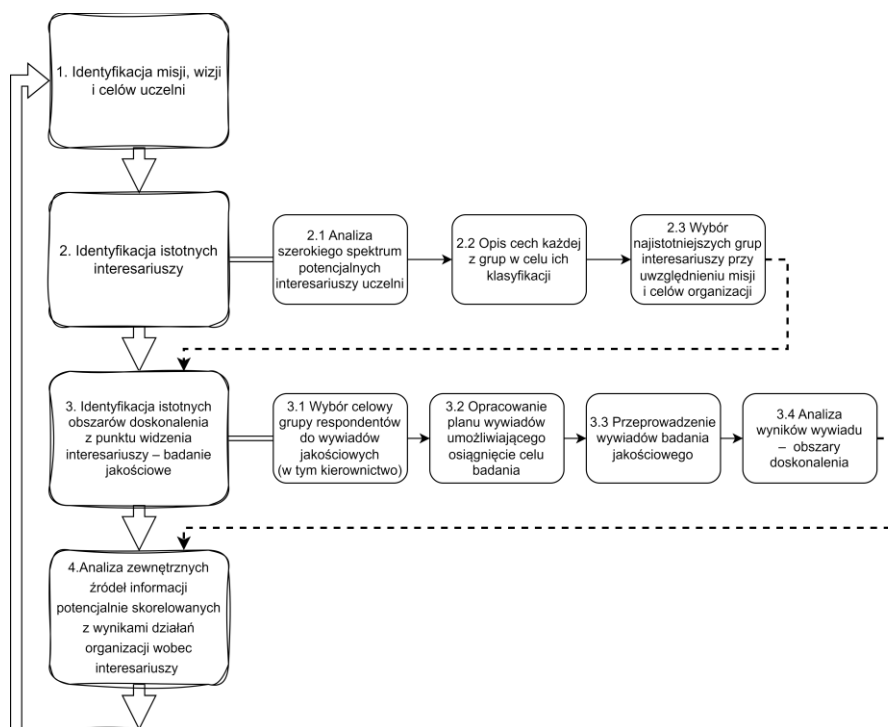 1. Identyfikacja misji, wizji
i celów uczelni
2. Identyfikacja istotnych
interesariuszy
2.1 Analiza
szerokiego spektrum
potencjalnych
interesariuszy uczelni
2.2 Opis cech każdej
z grup w celu ich
klasyfikacji
2.3 Wybór
najistotniejszych grup
interesariuszy przy
uwzględnieniu misji
i celów organizacji
3. Identyfikacja istotnych
obszarów doskonalenia
z punktu widzenia
interesariuszy – badanie
jakościowe
3.1 Wybór celowy
grupy respondentów
do wywiadów
jakościowych
(w tym kierownictwo)
3.2 Opracowanie
planu wywiadów
umożliwiającego
osiągnięcie celu
badania
3.3 Przeprowadzenie
wywiadów badania
jakościowego
3.4 Analiza
wyników wywiadu
– obszary
doskonalenia
4.Analiza zewnętrznych
źródeł informacji
potencjalnie skorelowanych
z wynikami działań
organizacji wobec
interesariuszy